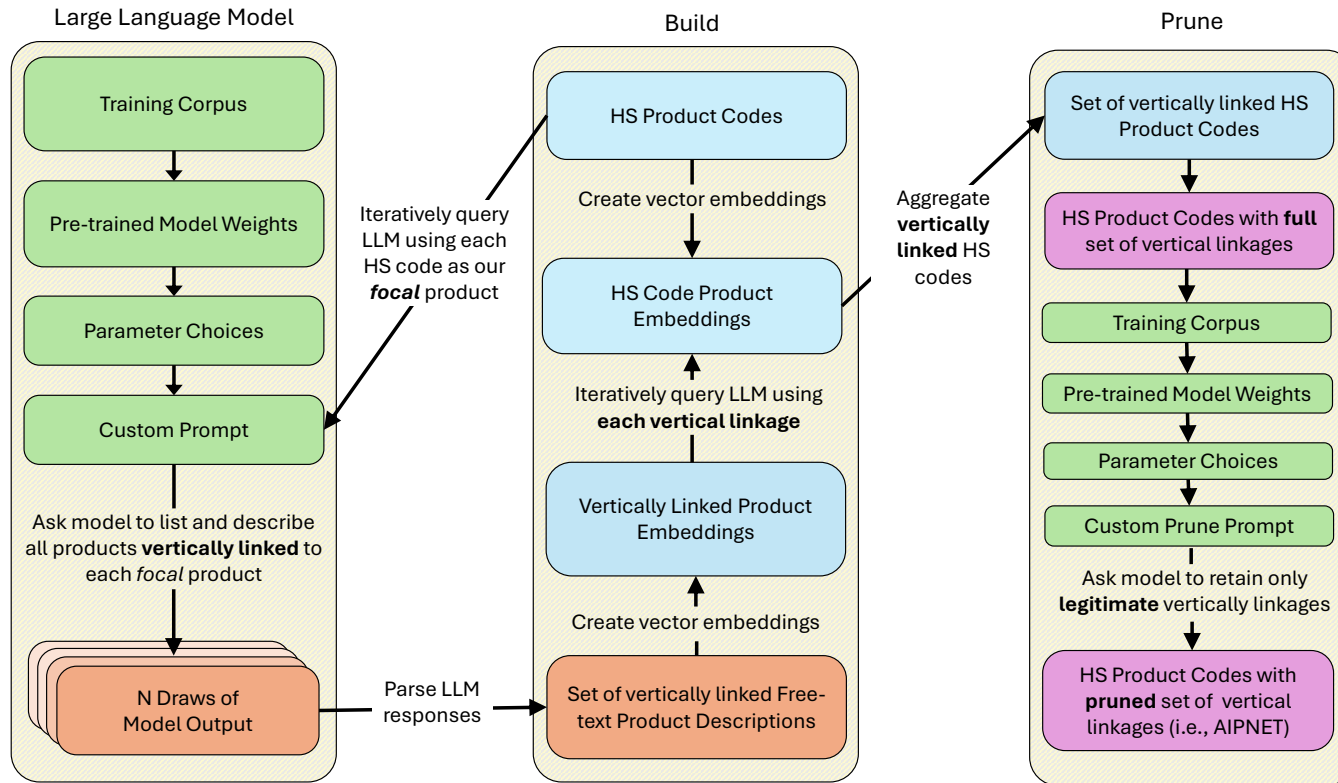 Large Language Model
Training Corpus
Pre-trained Model Weights
Parameter Choices
Custom Prompt
Ask model to list and describe
all products vertically linked to
each focal product
N Draws of
Model Output
Iteratively query
LLM using each
HS code as our
focal product
Parse LLM
responses
Build
HS Product Codes
Create vector embeddings
HS Code Product
Embeddings
Iteratively query LLM using
each vertical linkage
Vertically Linked Product
Embeddings
Create vector embeddings
Set of vertically linked Free-
text Product Descriptions
Aggregate
vertically
linked HS
codes
Prune
Set of vertically linked HS
Product Codes
HS Product Codes with full
set of vertical linkages
Training Corpus
Pre-trained Model Weights
Parameter Choices
Custom Prune Prompt
Ask model to retain only
legitimate vertically linkages
HS Product Codes with
pruned set of vertical
linkages (i.e., AIPNET)